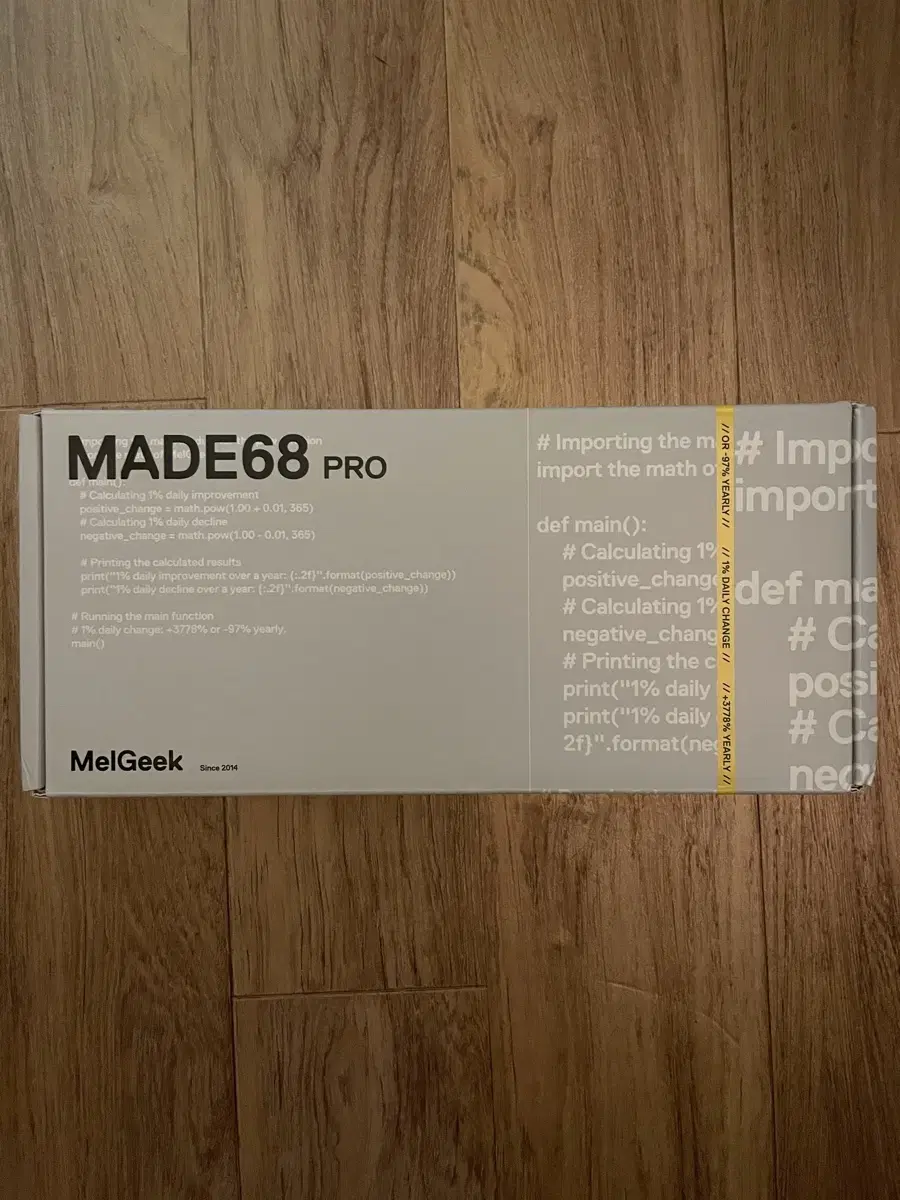 MADE68 PRO
def main():
# Calculating 1% daily improvement
positive_change = math.pow(1.00 + 0.01, 365)
# Calculating 1% daily decline
negative_change = math.pow(1.00 - 0.01, 365)
# Printing the calculated results
print("1% daily improvement over a year: {:.2f}".format(positive_change))
print("1% daily decline over a year: {:.2f}".format(negative_change))
# Running the main function
# 1% daily change: +3778% or -97% yearly.
main()
MelGeek Since 2014
# Importing the m
import the math o
def main():
# Calculating 1%
positive_change
# Calculating 1%
negative_chang
# Printing the c
print("1% daily
print("1% daily
2f}".format(neg
// OR -97% YEARLY // // 1% DAILY CHANGE // // +3778% YEARLY //
# Impo
import
def ma
# Ca
posi
# Ca
nega